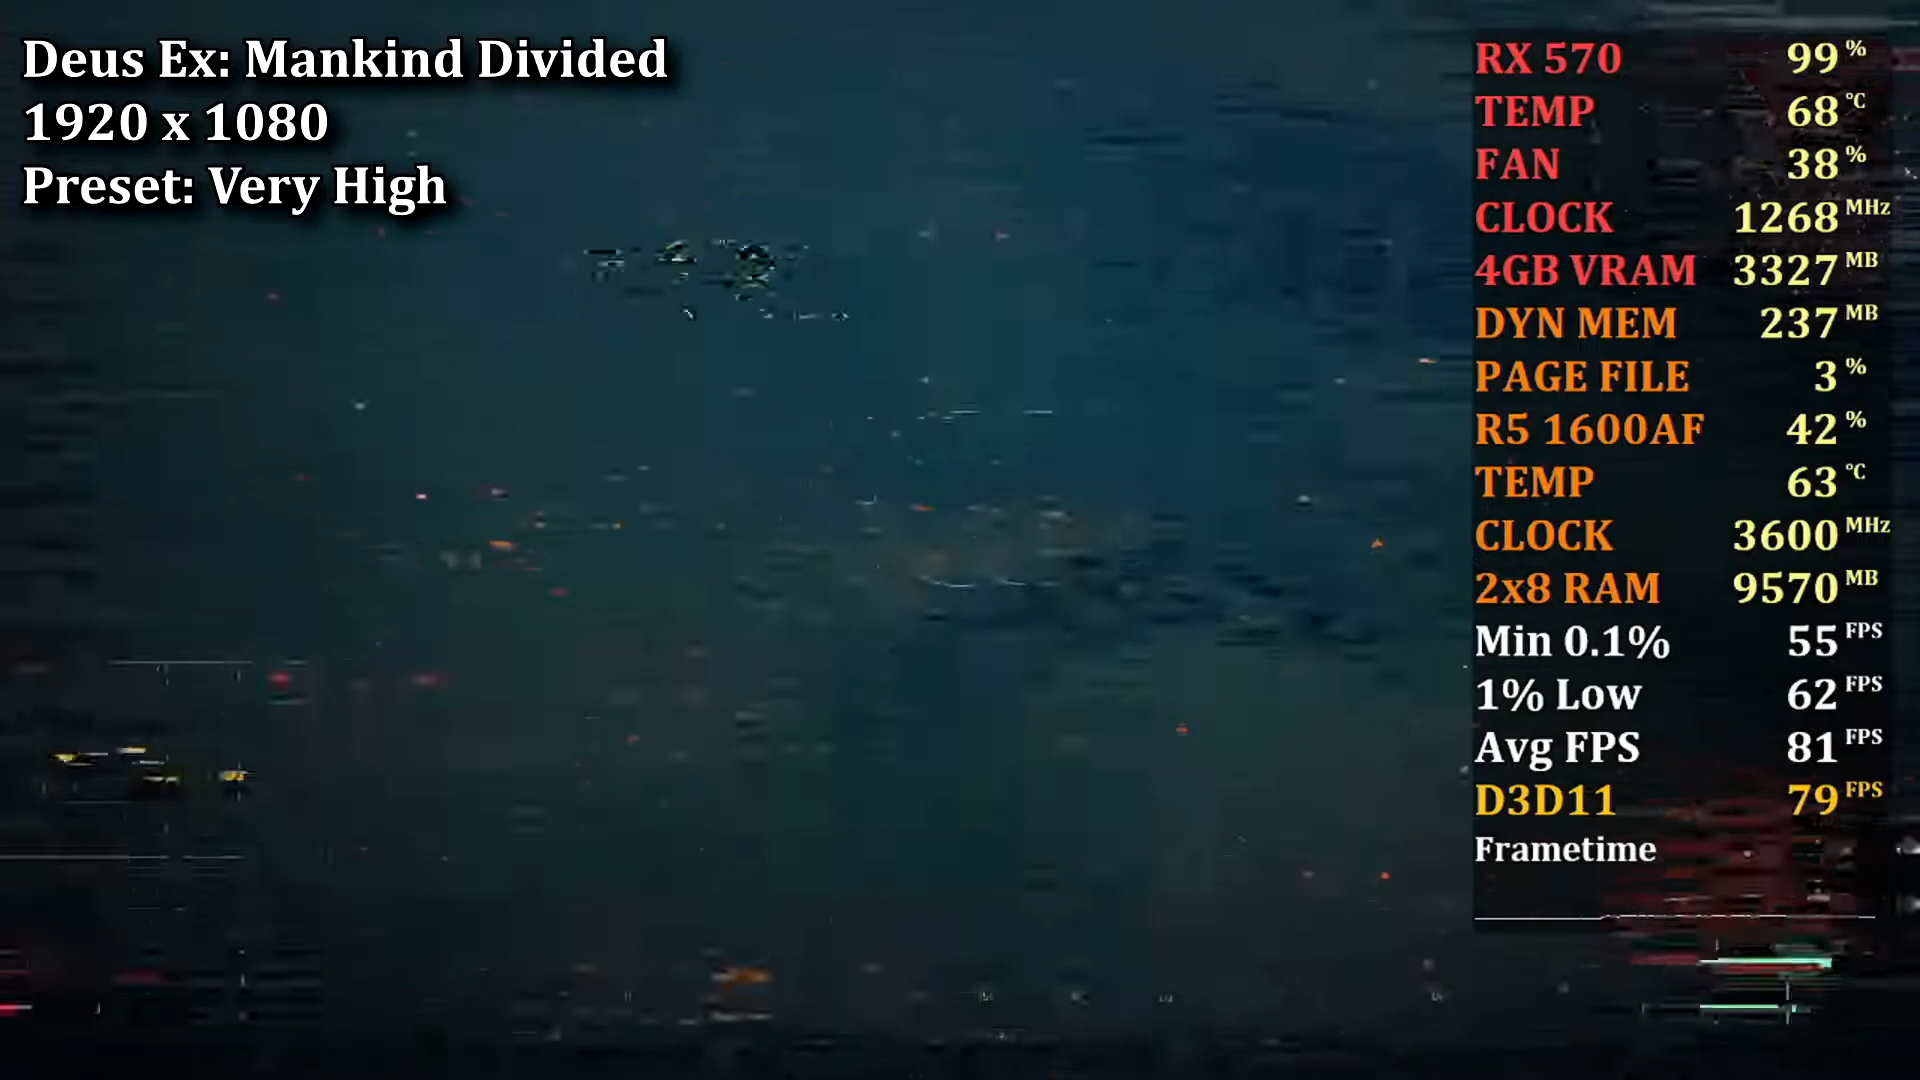 Deus Ex: Mankind Divided
1920 x 1080
Preset: Very High
RX 570 99 %
TEMP 68 °C
FAN 38 %
CLOCK 1268 MHz
4GB VRAM 3327 MB
DYN MEM 237 MB
PAGE FILE 3 %
R5 1600AF 42 %
TEMP 63 °C
CLOCK 3600 MHz
2x8 RAM 9570 MB
Min 0.1% 55 FPS
1% Low 62 FPS
Avg FPS 81 FPS
D3D11 79 FPS
Frametime